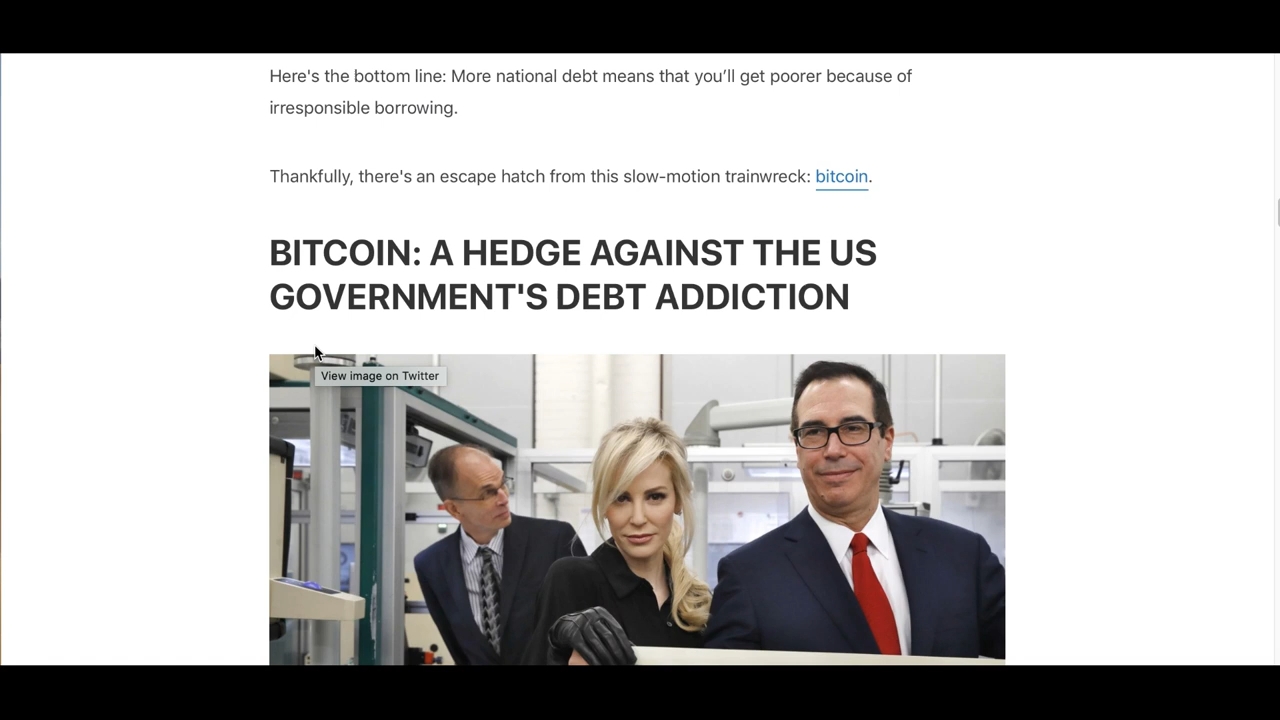 Here's the bottom line: More national debt means that you’ll get poorer because of
irresponsible borrowing.
Thankfully, there's an escape hatch from this slow-motion trainwreck: bitcoin.
BITCOIN: A HEDGE AGAINST THE US
GOVERNMENT'S DEBT ADDICTION
View image on Twitter